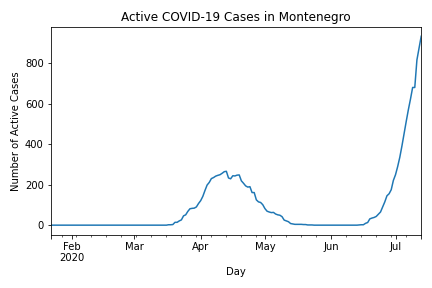 Active COVID-19 Cases in Montenegro
Number of Active Cases
800
600
400
200
0
Feb
2020
Mar
Apr
May
Jun
Jul
Day